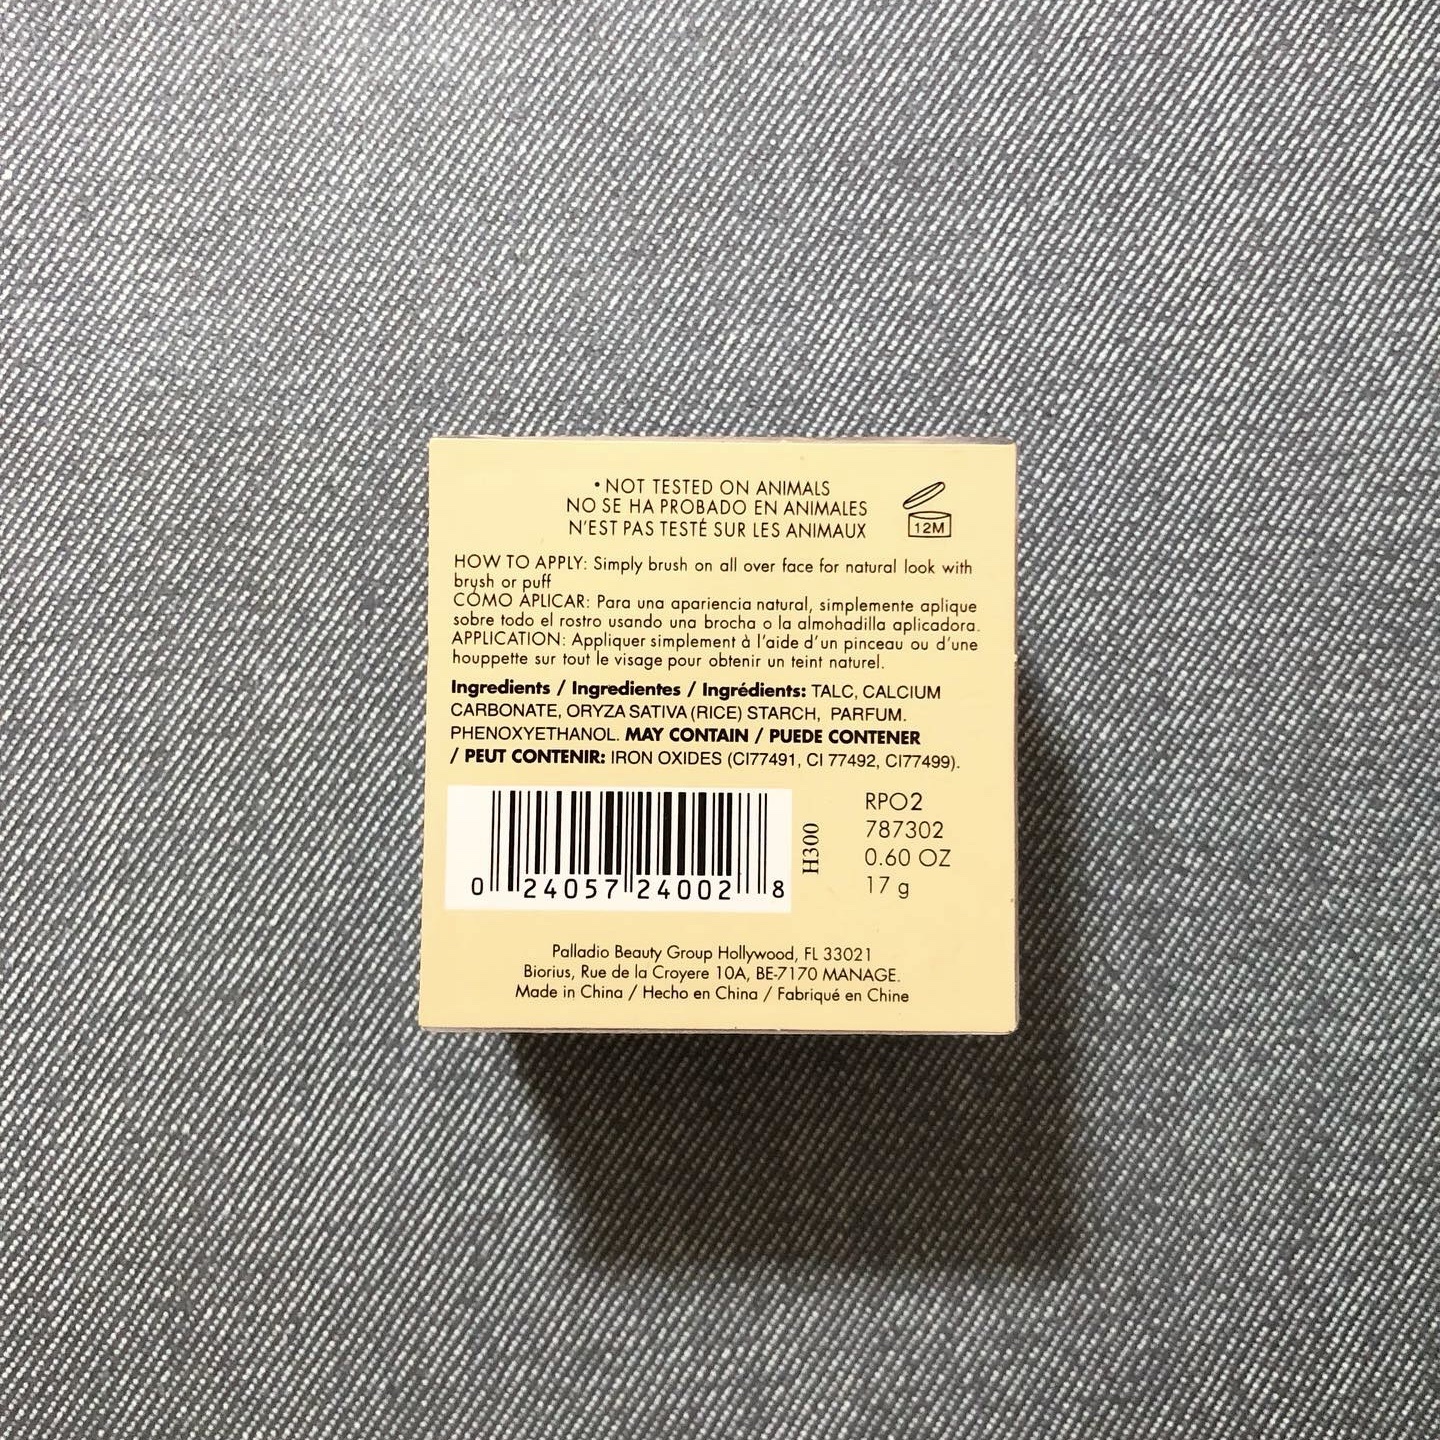 • NOT TESTED ON ANIMALS
NO SE HA PROBADO EN ANIMALES
N'EST PAS TESTÉ SUR LES ANIMAUX
12M
HOW TO APPLY: Simply brush on all over face for natural look with
brush or puff
CÓMO APLICAR: Para una apariencia natural, simplemente aplique
sobre todo el rostro usando una brocha o la almohadilla aplicadora.
APPLICATION: Appliquer simplement à l'aide d'un pinceau ou d'une
houppette sur tout le visage pour obtenir un teint naturel.
Ingredients / Ingredientes / Ingrédients: TALC, CALCIUM
CARBONATE, ORYZA SATIVA (RICE) STARCH, PARFUM.
PHENOXYETHANOL. MAY CONTAIN / PUEDE CONTENER
/ PEUT CONTENIR: IRON OXIDES (CI77491, CI 77492, CI77499).
0 24057 24002 8
H300
RPO2
787302
0.60 OZ
17 g
Palladio Beauty Group Hollywood, FL 33021
Biorius, Rue de la Croyere 10A, BE-7170 MANAGE.
Made in China / Hecho en China / Fabriqué en Chine